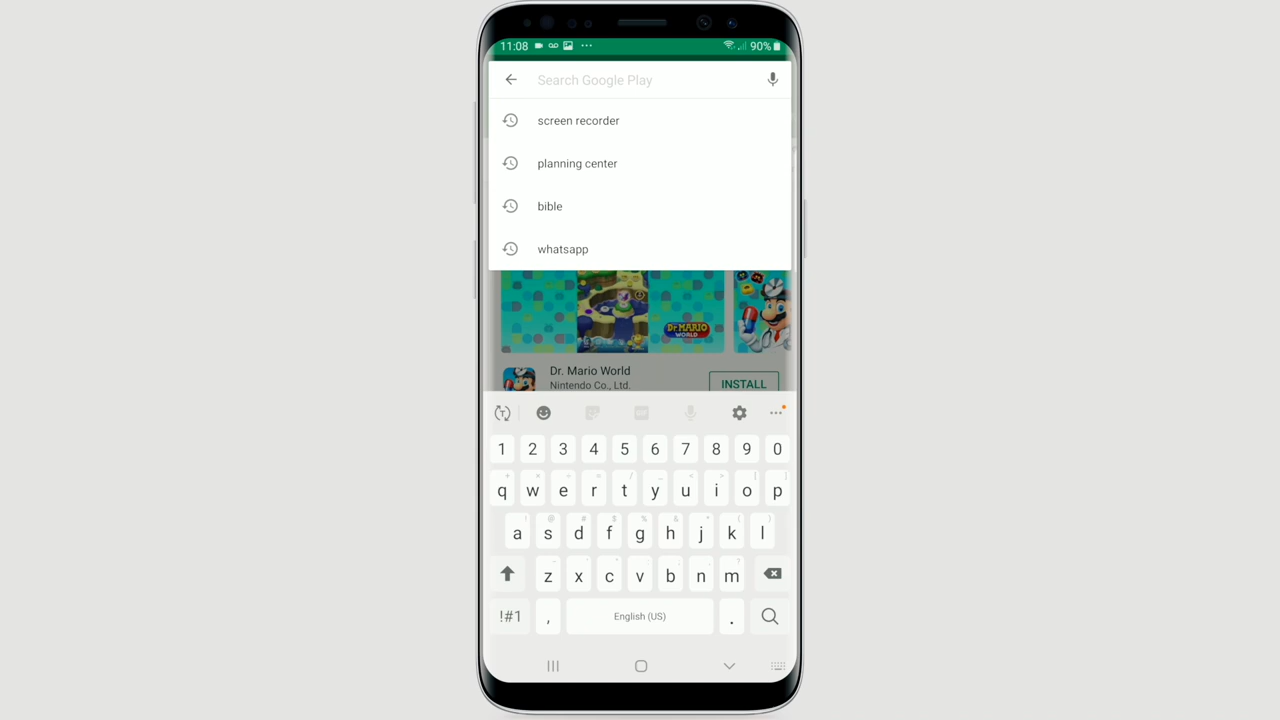 11:08 90%
Search Google Play
screen recorder
planning center
bible
whatsapp
DR. MARIO
WORLD
Dr. Mario World
Nintendo Co., Ltd.
INSTALL
1 2 3 4 5 6 7 8 9 0
q w e r t y u i o p
a s d f g h j k l
z x c v b n m
!#1 , English (US) .